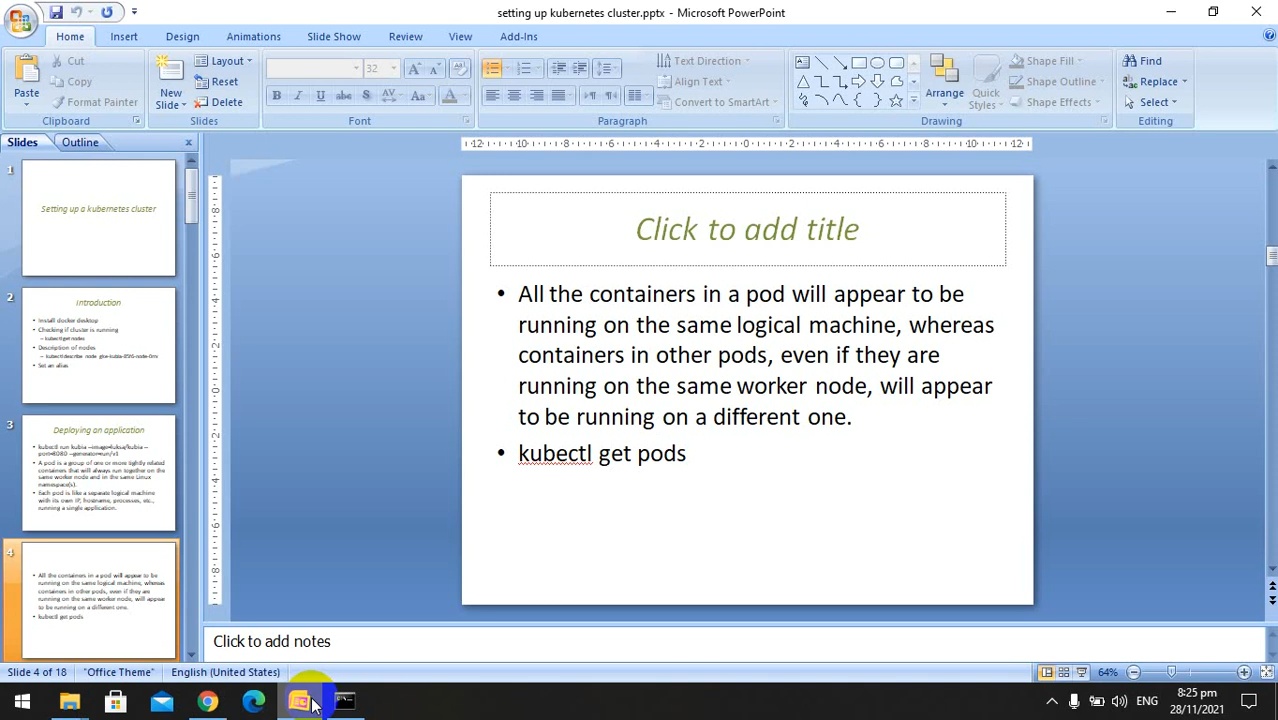 setting up kubernetes cluster.pptx - Microsoft PowerPoint
Home Insert Design Animations Slide Show Review View Add-Ins
Paste
Cut
Copy
Format Painter
Clipboard
New Slide
Layout
Reset
Delete
Slides
32
B I U abc S AV Aa A
Font
Text Direction
Align Text
Convert to SmartArt
Paragraph
Arrange
Quick Styles
Shape Fill
Shape Outline
Shape Effects
Drawing
Find
Replace
Select
Editing
Slides Outline
1
Setting up a kubernetes cluster
2
Introduction
• Install docker desktop
• Checking if cluster is running
– kubectl get nodes
• Description of nodes
– kubectl describe node gke-kubia-85f6-node-0rrx
• Set an alias
3
Deploying an application
• kubectl run kubia --image=luksa/kubia --
port=8080 --generator=run/v1
• A pod is a group of one or more tightly related
containers that will always run together on the
same worker node and in the same Linux
namespace(s).
• Each pod is like a separate logical machine
with its own IP, hostname, processes, etc.,
running a single application.
4
• All the containers in a pod will appear to be
running on the same logical machine, whereas
containers in other pods, even if they are
running on the same worker node, will appear
to be running on a different one.
• kubectl get pods
Click to add title
• All the containers in a pod will appear to be
running on the same logical machine, whereas
containers in other pods, even if they are
running on the same worker node, will appear
to be running on a different one.
• kubectl get pods
Click to add notes
Slide 4 of 18 "Office Theme" English (United States) 64%
ENG
8:25 pm
28/11/2021